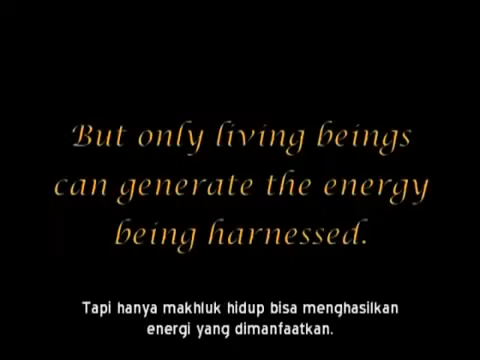 But only living beings
can generate the energy
being harnessed.
Tapi hanya makhluk hidup bisa menghasilkan
energi yang dimanfaatkan.